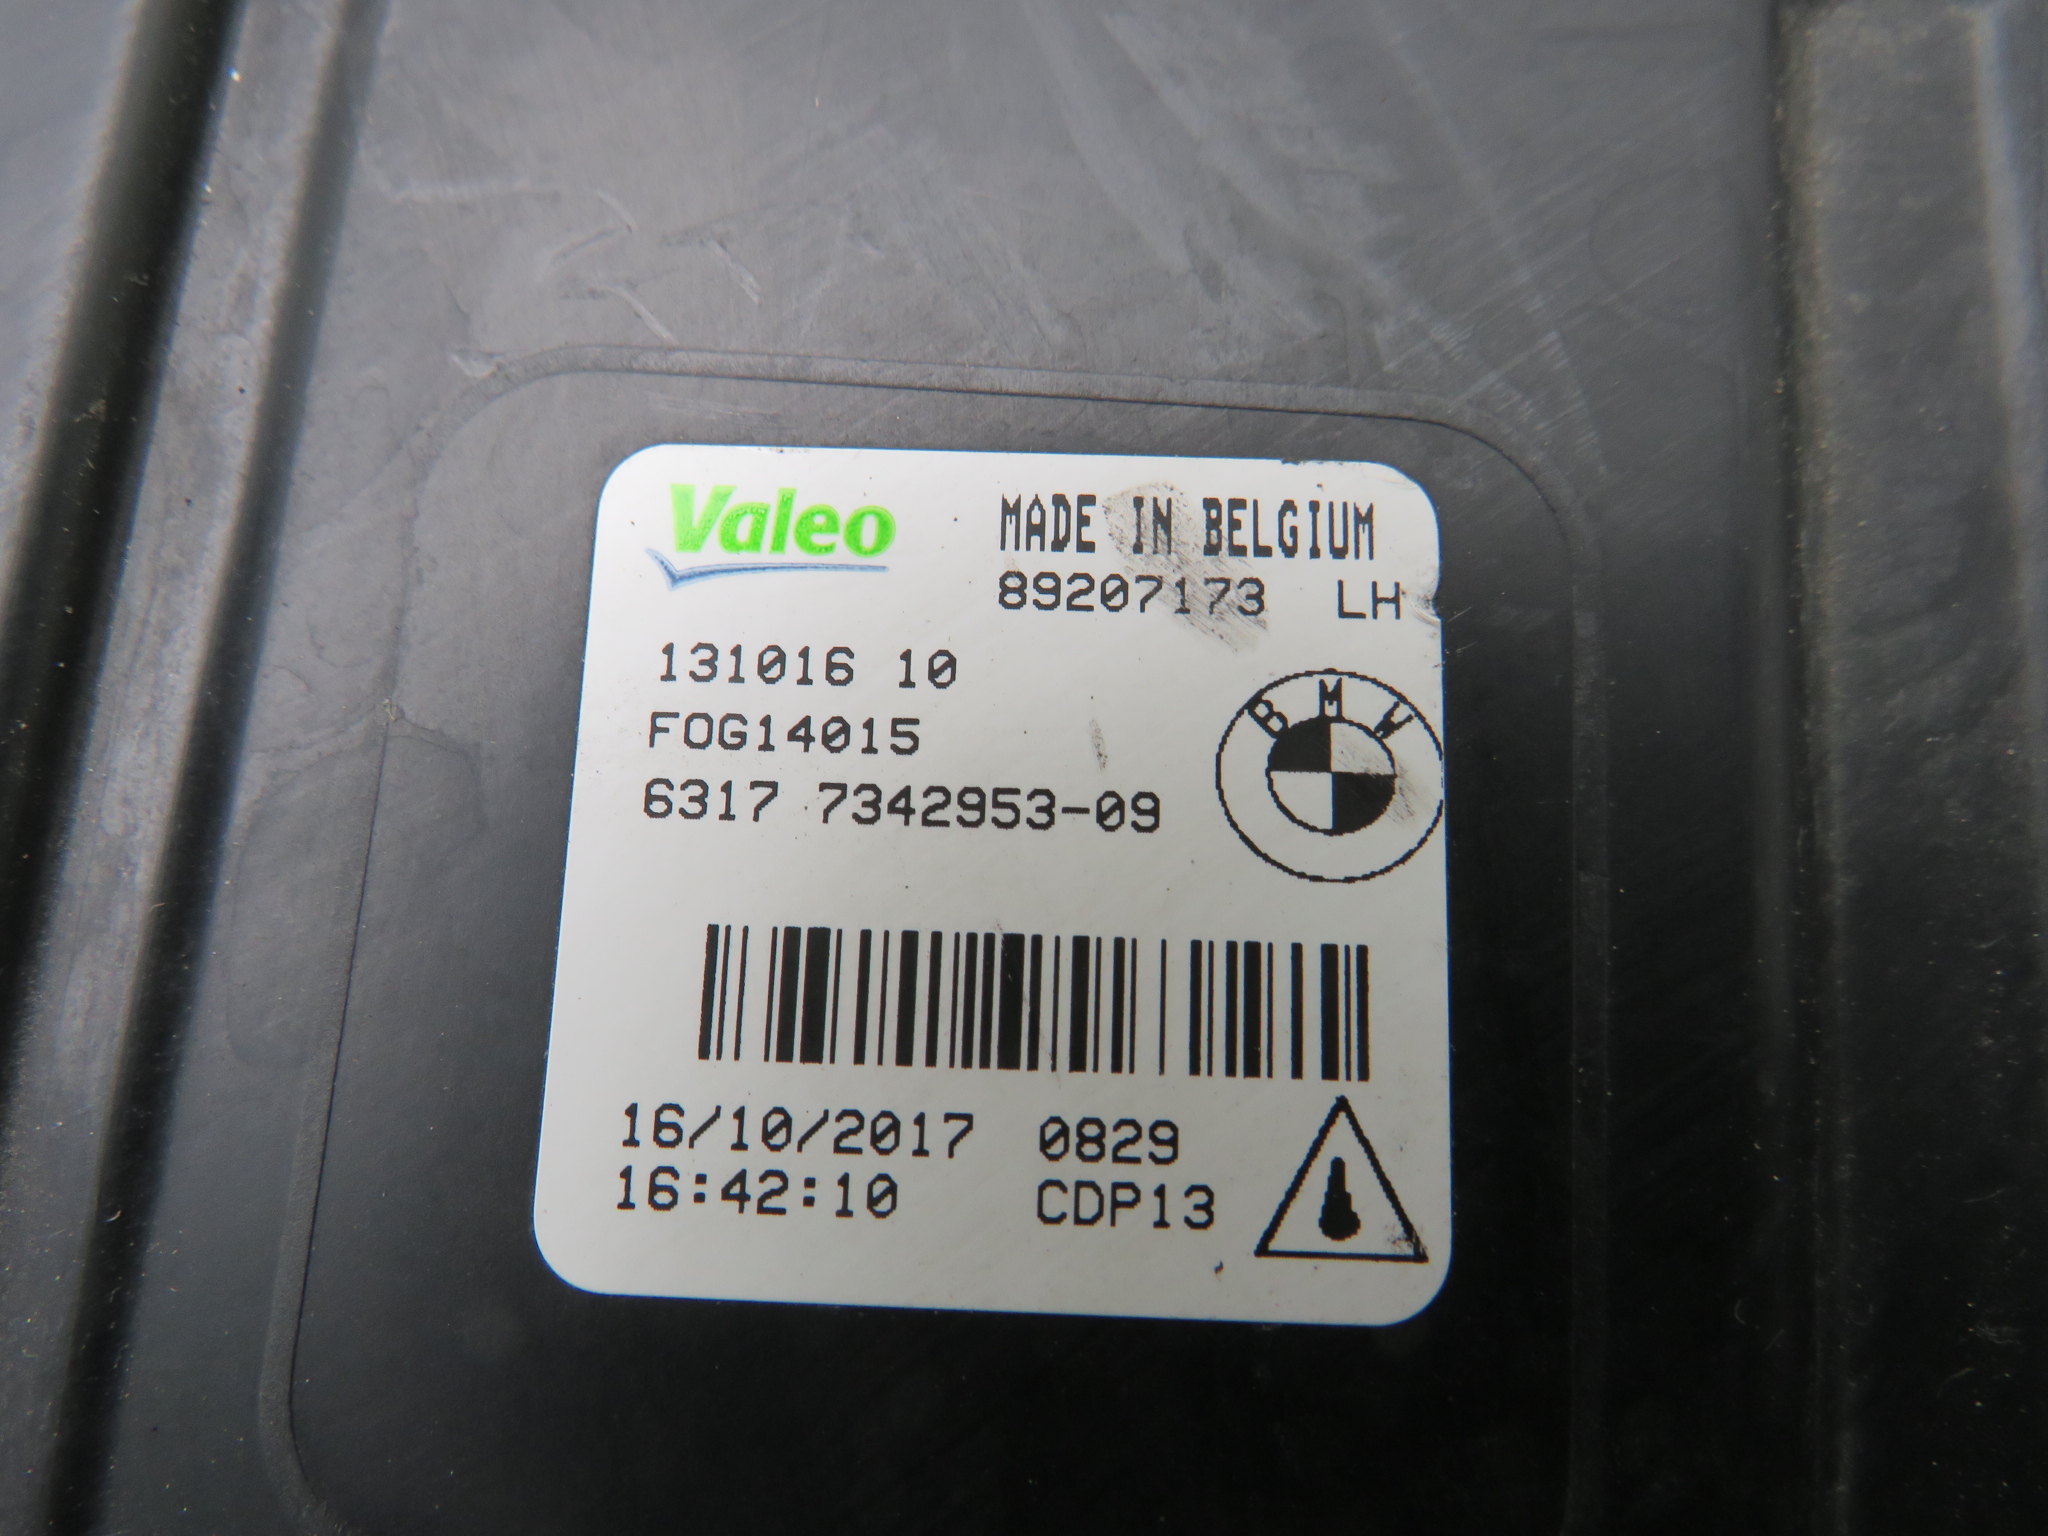 Valeo
MADE IN BELGIUM
89207173 LH
131016 10
FOG14015
6317 7342953-09
BMW
16/10/2017 0829
16:42:10 CDP13